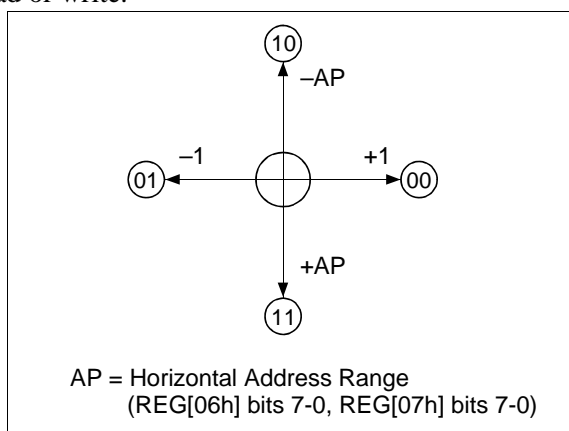 ad or write.
10
–AP
–1
+1
01
00
+AP
11
AP = Horizontal Address Range
(REG[06h] bits 7-0, REG[07h] bits 7-0)